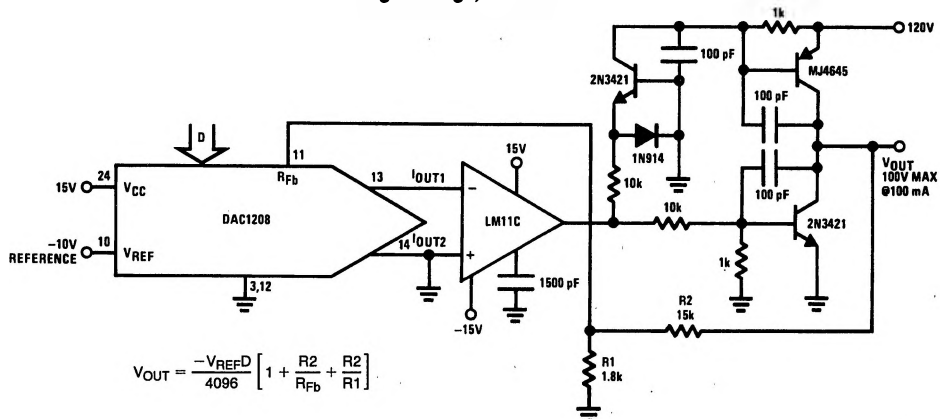 1k
120V
100 pF
2N3421
MJ4645
100 pF
D
11
1N914
VOUT
100V MAX
@100 mA
RFb
15V
10k
100 pF
15V
24
VCC
13
IOUT1
−
LM11C
10k
2N3421
DAC1208
14
IOUT2
+
−10V
REFERENCE
10
VREF
1k
3,12
1500 pF
−15V
R2
15k
VOUT = −VREFD/4096 [1 + R2/RFb + R2/R1]
R1
1.8k